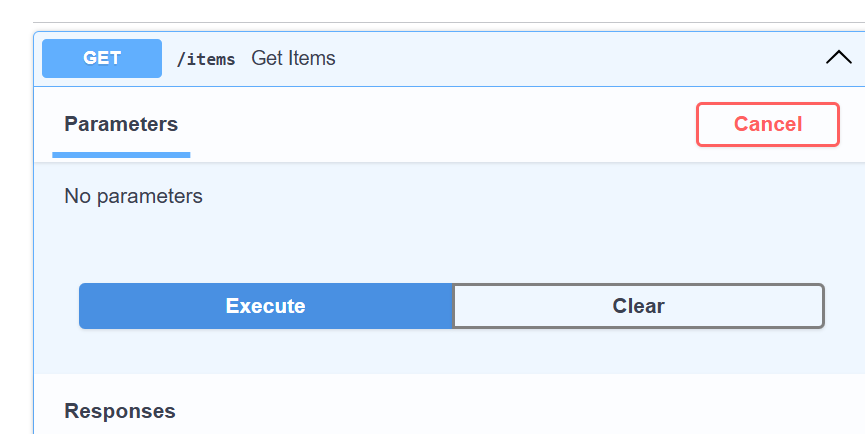 GET /items Get Items
Parameters Cancel
No parameters
Execute Clear
Responses